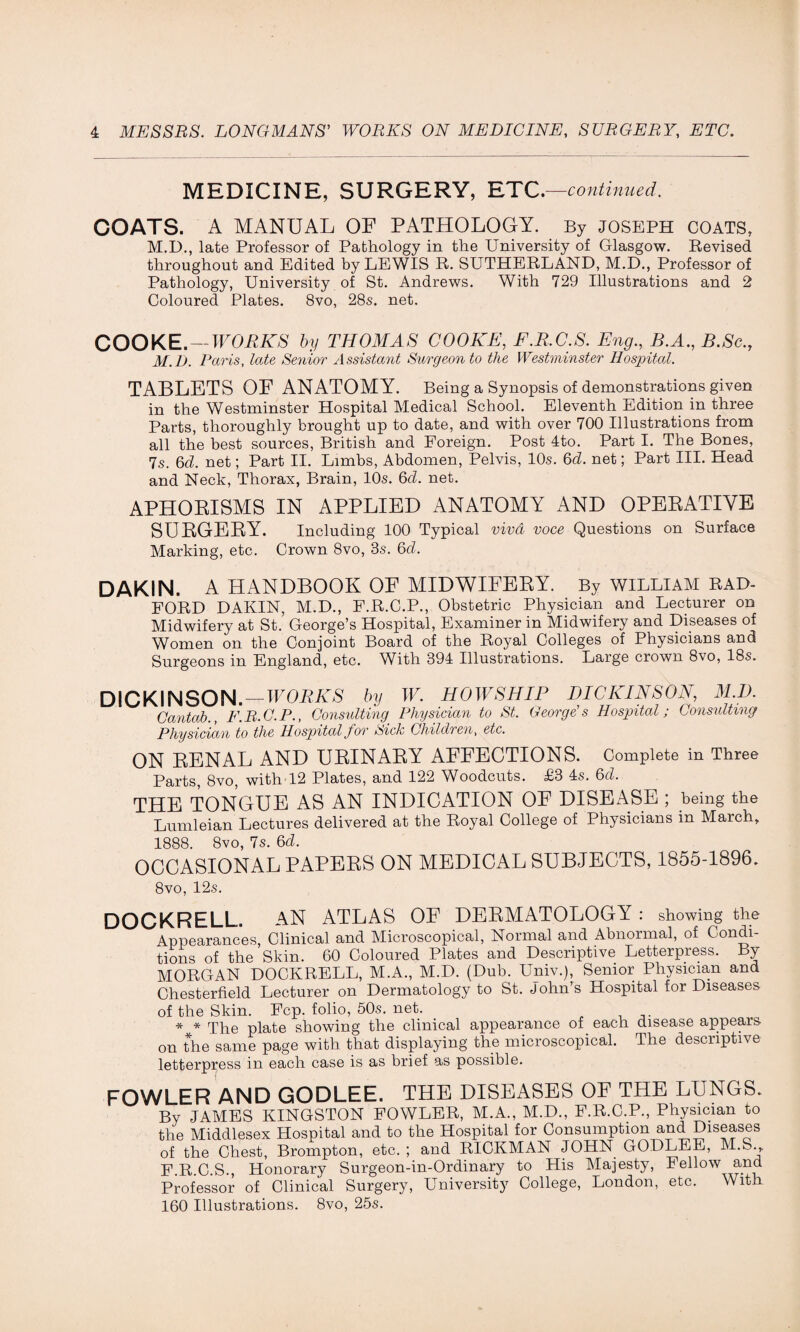 4 MESSRS. LONGMANS' WORKS ON MEDICINE, SURGERY, ETC.
MEDICINE, SURGERY, ETC.—continued.
COATS. A MANUAL OF PATHOLOGY. By JOSEPH COATS,
M.D., late Professor of Pathology in the University of Glasgow. Revised
throughout and Edited by LEWIS R. SUTHERLAND, M.D., Professor of
Pathology, University of St. Andrews. With 729 Illustrations and 2
Coloured Plates. 8vo, 28s. net.
COOKE.—WORKS by THOMAS COOKE, F.R.C.S. Eng., B.A., B.Sc.,
M.D. Paris, late Senior Assistant Surgeon to the Westminster Hospital.
TABLETS OF ANATOMY. Being a Synopsis of demonstrations given
in the Westminster Hospital Medical School. Eleventh Edition in three
Parts, thoroughly brought up to date, and with over 700 Illustrations from
all the best sources, British and Foreign. Post 4to. Part I. The Bones,
7s. 6d. net; Part II. Limbs, Abdomen, Pelvis, 10s. 6d. net; Part III. Head
and Neck, Thorax, Brain, 10s. 6d. net.
APHORISMS IN APPLIED ANATOMY AND OPERATIVE
SURGERY. Including 100 Typical vivâ voce Questions on Surface
Marking, etc. Crown 8vo, 3s. 6d.
DAKIN. A HANDBOOK OF MIDWIFERY. By WILLIAM RAD-
FORD DAKIN, M.D., F.R.C.P., Obstetric Physician and Lecturer on
Midwifery at St. George's Hospital, Examiner in Midwifery and Diseases of
Women on the Conjoint Board of the Royal Colleges of Physicians and
Surgeons in England, etc. With 394 Illustrations. Large crown 8vo, 18s.
DICKINSON.—WORKS by W. HOWSHIP DICKINSON, M.D.
Cantab., F.R.C.P., Consulting Physician to St. George's Hospital; Consulting
Physician to the Hospital for Sick Children, etc.
ON RENAL AND URINARY AFFECTIONS. Complete in Three
Parts, 8vo, with 12 Plates, and 122 Woodcuts. £3 4s. 6d.
THE TONGUE AS AN INDICATION OF DISEASE; being the
Lumleian Lectures delivered at the Royal College of Physicians in March,
1888. 8vo, 7s. 6d.
OCCASIONAL PAPERS ON MEDICAL SUBJECTS, 1855-1896.
8vo, 12s.
DOCKRELL. AN ATLAS OF DERMATOLOGY: showing the
Appearances, Clinical and Microscopical, Normal and Abnormal, of Condi-
tions of the Skin. 60 Coloured Plates and Descriptive Letterpress. By
MORGAN DOCKRELL, M.A., M.D. (Dub. Univ.), Senior Physician and
Chesterfield Lecturer on Dermatology to St. John's Hospital for Diseases
of the Skin. Fcp. folio, 50s. net.
*** The plate showing the clinical appearance of each disease appears
on the same page with that displaying the microscopical. The descriptive
letterpress in each case is as brief as possible.
FOWLER AND GODLEE. THE DISEASES OF THE LUNGS.
By JAMES KINGSTON FOWLER, M.A., M.D., F.R.C.P., Physician to
the Middlesex Hospital and to the Hospital for Consumption and Diseases
of the Chest, Brompton, etc.; and RICKMAN JOHN GODLEE, M.S.,
F.R.C.S., Honorary Surgeon-in-Ordinary to His Majesty, Fellow and
Professor of Clinical Surgery, University College, London, etc. With
160 Illustrations. 8vo, 25s.